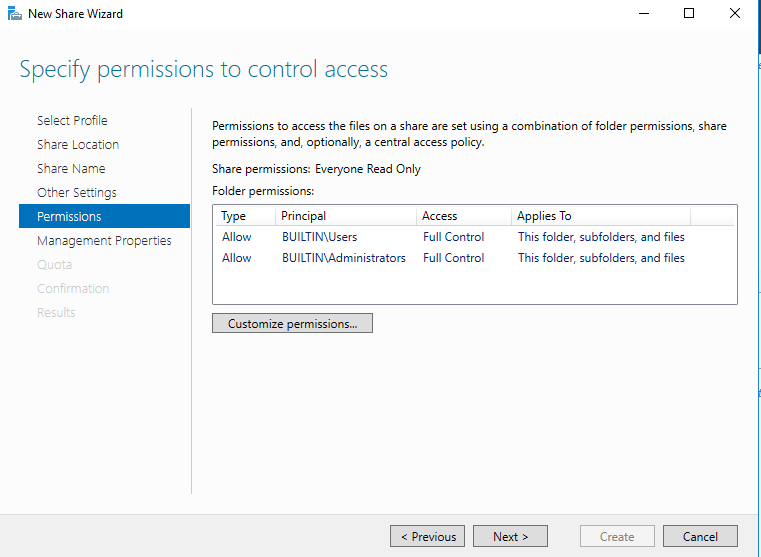 New Share Wizard
Specify permissions to control access
Select Profile
Share Location
Share Name
Other Settings
Permissions
Management Properties
Quota
Confirmation
Results
Permissions to access the files on a share are set using a combination of folder permissions, share
permissions, and, optionally, a central access policy.
Share permissions: Everyone Read Only
Folder permissions:
Type Principal Access Applies To
Allow BUILTIN\Users Full Control This folder, subfolders, and files
Allow BUILTIN\Administrators Full Control This folder, subfolders, and files
Customize permissions...
< Previous Next > Create Cancel